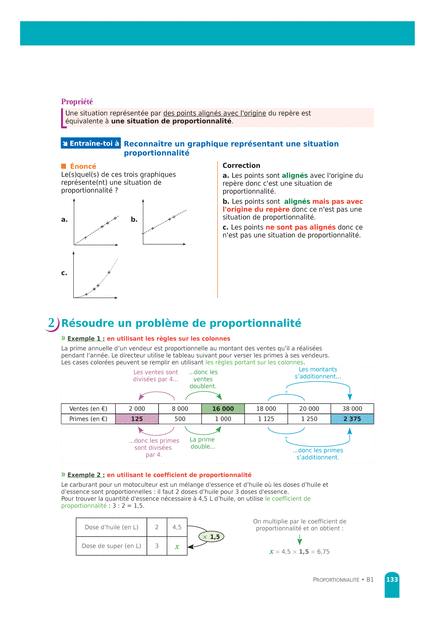 Propriété
Une situation représentée par des points alignés avec l'origine du repère est
équivalente à une situation de proportionnalité.
Entraîne-toi à Reconnaître un graphique représentant une situation
proportionnalité
Énoncé
Le(s)quel(s) de ces trois graphiques
représente(nt) une situation de
proportionnalité ?
a.
b.
c.
Correction
a. Les points sont alignés avec l'origine du
repère donc c'est une situation de
proportionnalité.
b. Les points sont alignés mais pas avec
l'origine du repère donc ce n'est pas une
situation de proportionnalité.
c. Les points ne sont pas alignés donc ce
n'est pas une situation de proportionnalité.
2) Résoudre un problème de proportionnalité
» Exemple 1 : en utilisant les règles sur les colonnes
La prime annuelle d'un vendeur est proportionnelle au montant des ventes qu'il a réalisées
pendant l'année. Le directeur utilise le tableau suivant pour verser les primes à ses vendeurs.
Les cases colorées peuvent se remplir en utilisant les règles portant sur les colonnes.
Les ventes sont
divisées par 4...
...donc les
ventes
doublent.
Les montants
s'additionnent...
Ventes (en €) 2 000 8 000 16 000 18 000 20 000 38 000
Primes (en €) 125 500 1 000 1 125 1 250 2 375
...donc les primes
sont divisées
par 4.
La prime
double...
...donc les primes
s'additionnent.
» Exemple 2 : en utilisant le coefficient de proportionnalité
Le carburant pour un motoculteur est un mélange d'essence et d'huile où les doses d'huile et
d'essence sont proportionnelles : il faut 2 doses d'huile pour 3 doses d'essence.
Pour trouver la quantité d'essence nécessaire à 4,5 L d'huile, on utilise le coefficient de
proportionnalité : 3 : 2 = 1,5.
Dose d'huile (en L) 2 4,5
Dose de super (en L) 3 x
× 1,5
On multiplie par le coefficient de
proportionnalité et on obtient :
x = 4,5 × 1,5 = 6,75
PROPORTIONNALITÉ • B1 133